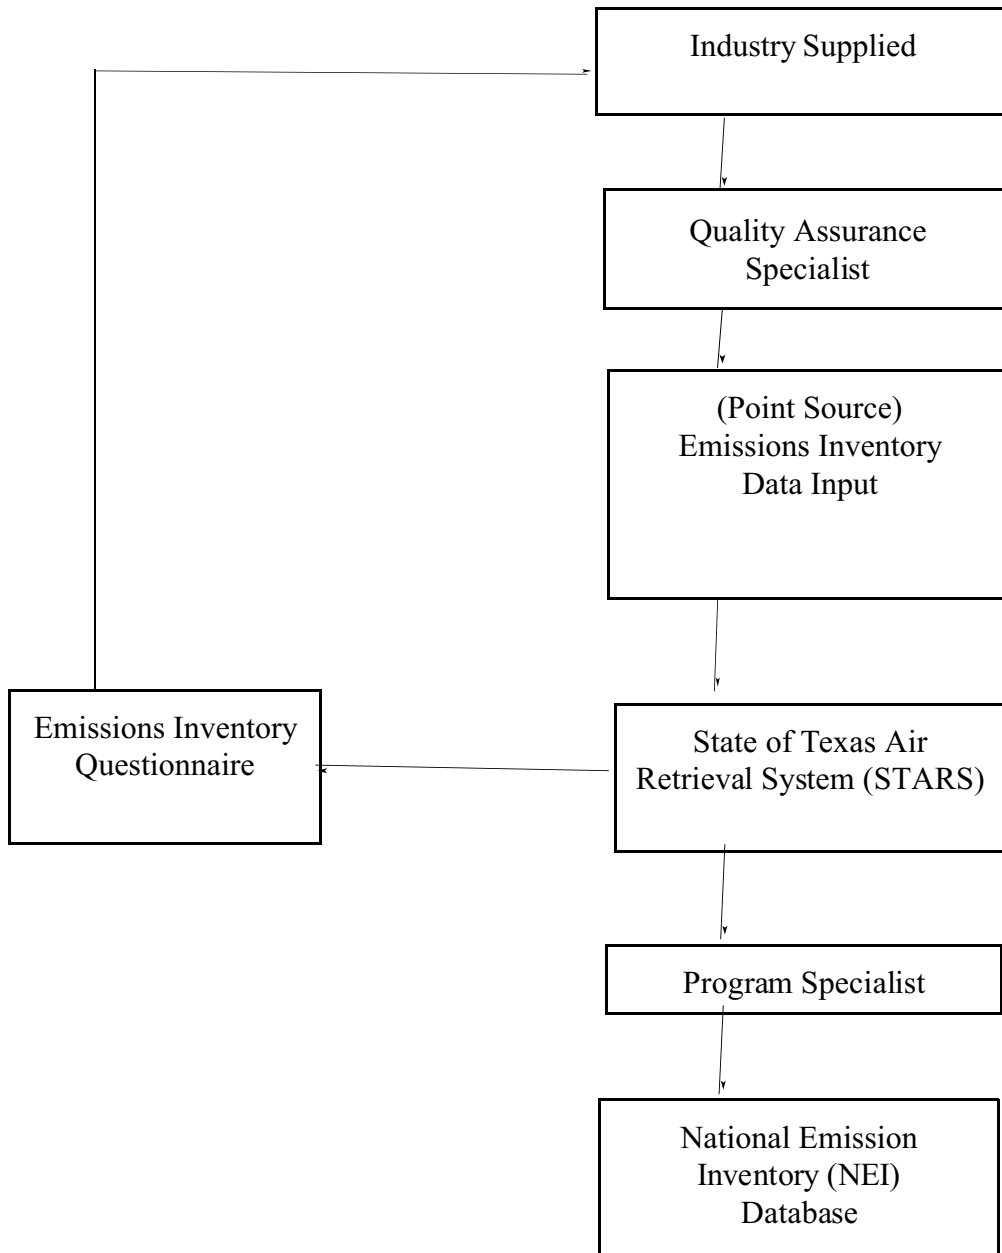 Industry Supplied
Quality Assurance
Specialist
(Point Source)
Emissions Inventory
Data Input
Emissions Inventory
Questionnaire
State of Texas Air
Retrieval System (STARS)
Program Specialist
National Emission
Inventory (NEI)
Database